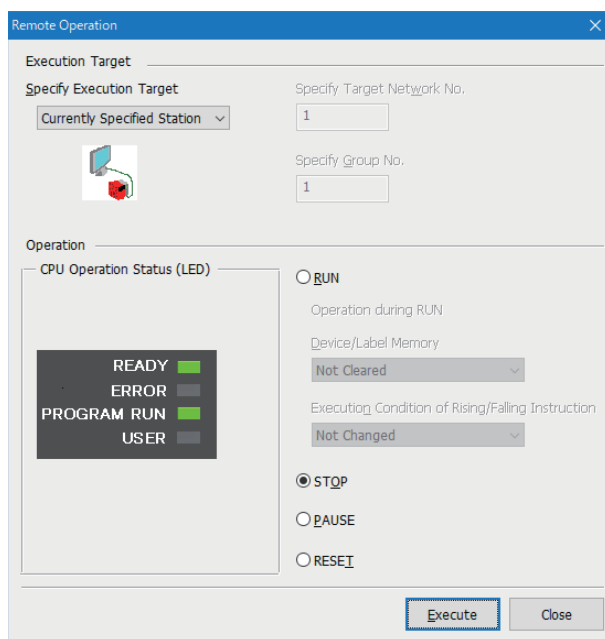 Remote Operation
Execution Target
Specify Execution Target
Currently Specified Station
Specify Target Network No.
1
Specify Group No.
1
Operation
CPU Operation Status (LED)
READY
ERROR
PROGRAM RUN
USER
RUN
Operation during RUN
Device/Label Memory
Not Cleared
Execution Condition of Rising/Falling Instruction
Not Changed
STOP
PAUSE
RESET
Execute
Close